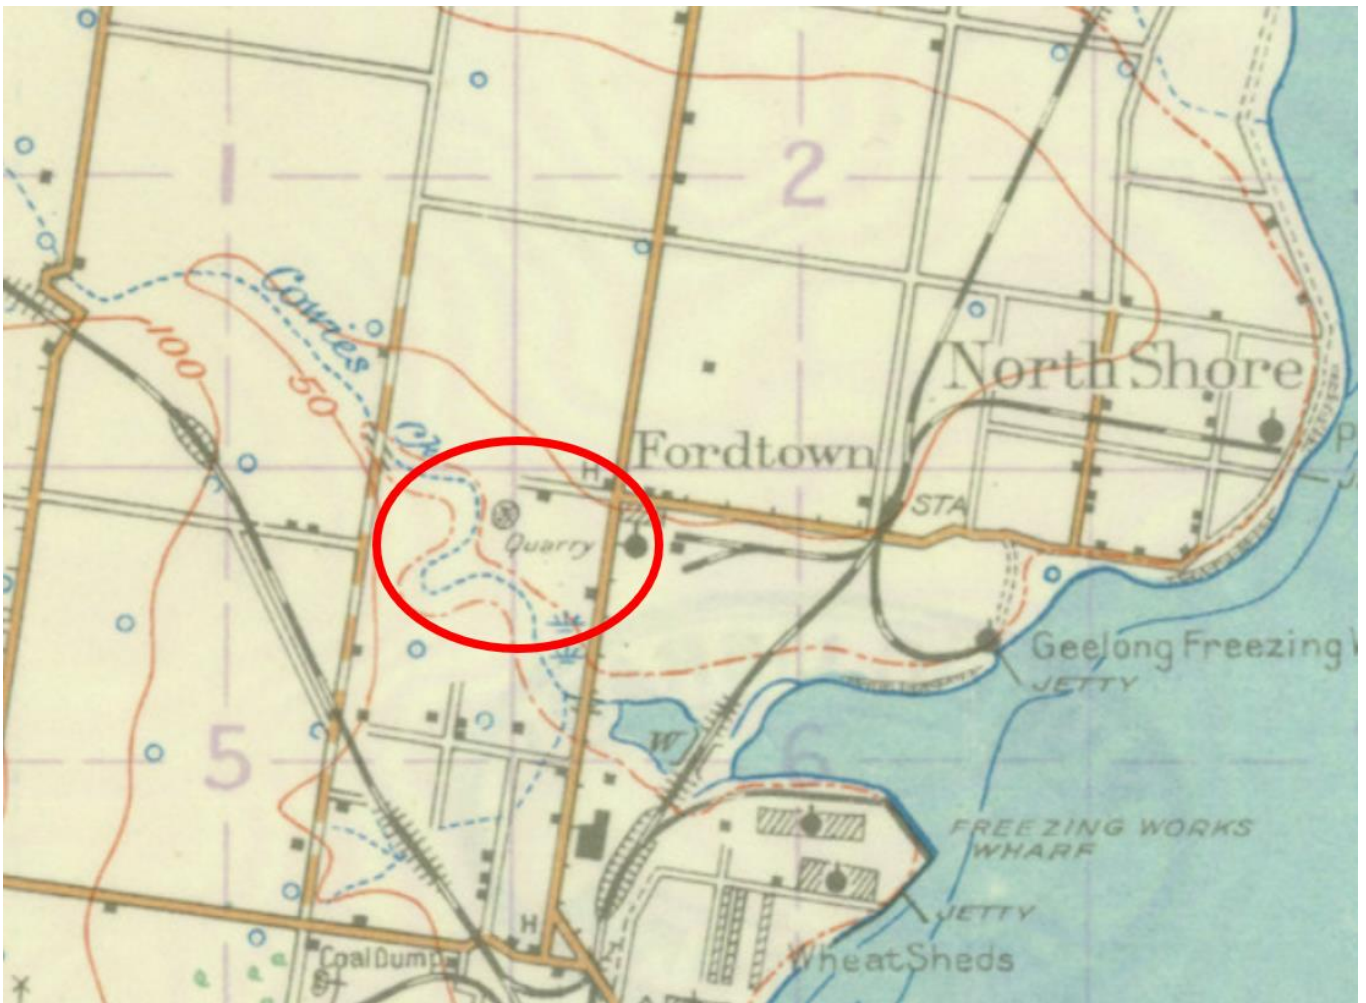 1
2
Cowies
Ck
100
50
North Shore
Fordtown
H
STA
Quarry
P
J
Geelong Freezing W
JETTY
5
W
6
FREEZING WORKS
WHARF
JETTY
H
Coal Dump
Wheat Sheds